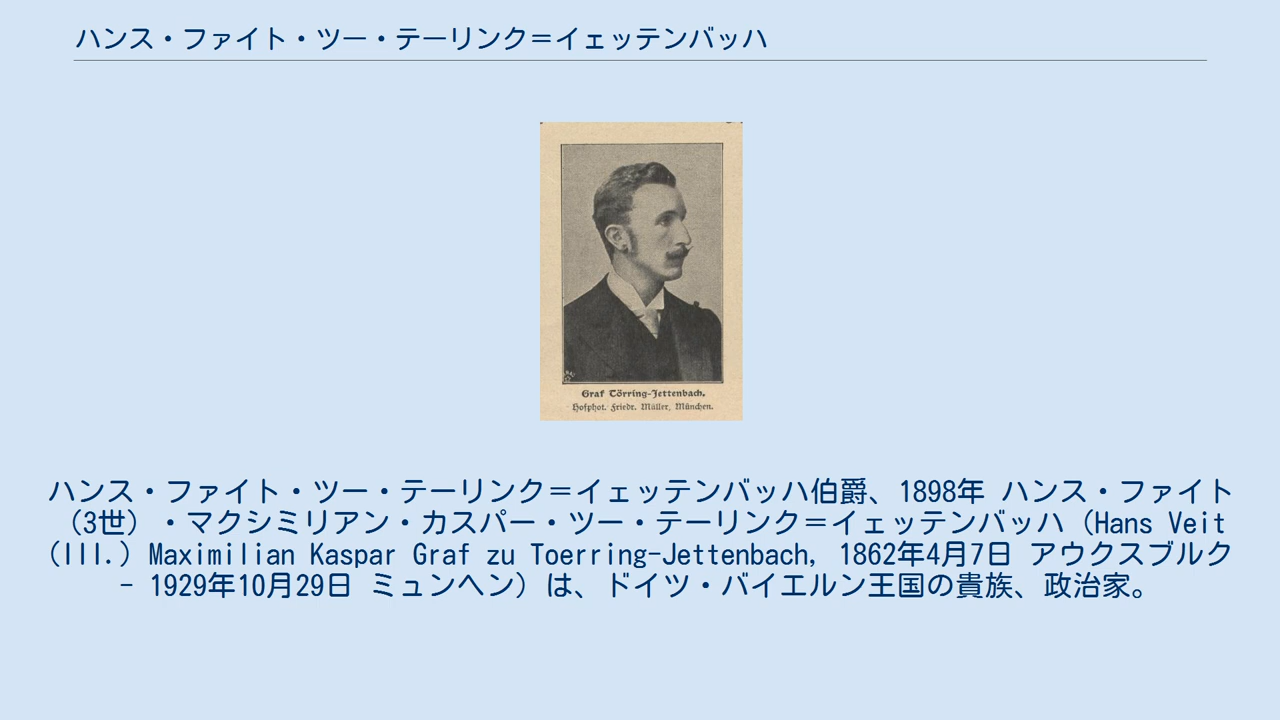 ハンス・ファイト・ツー・テーリンク＝イェッテンバッハ
Graf Törring-Jettenbach.
Hofphot. Friedr. Müller, München.
ハンス・ファイト・ツー・テーリンク＝イェッテンバッハ伯爵、1898年 ハンス・ファイト
（3世）・マクシミリアン・カスパー・ツー・テーリンク＝イェッテンバッハ（Hans Veit
(III.) Maximilian Kaspar Graf zu Toerring-Jettenbach, 1862年4月7日 アウクスブルク
- 1929年10月29日 ミュンヘン）は、ドイツ・バイエルン王国の貴族、政治家。